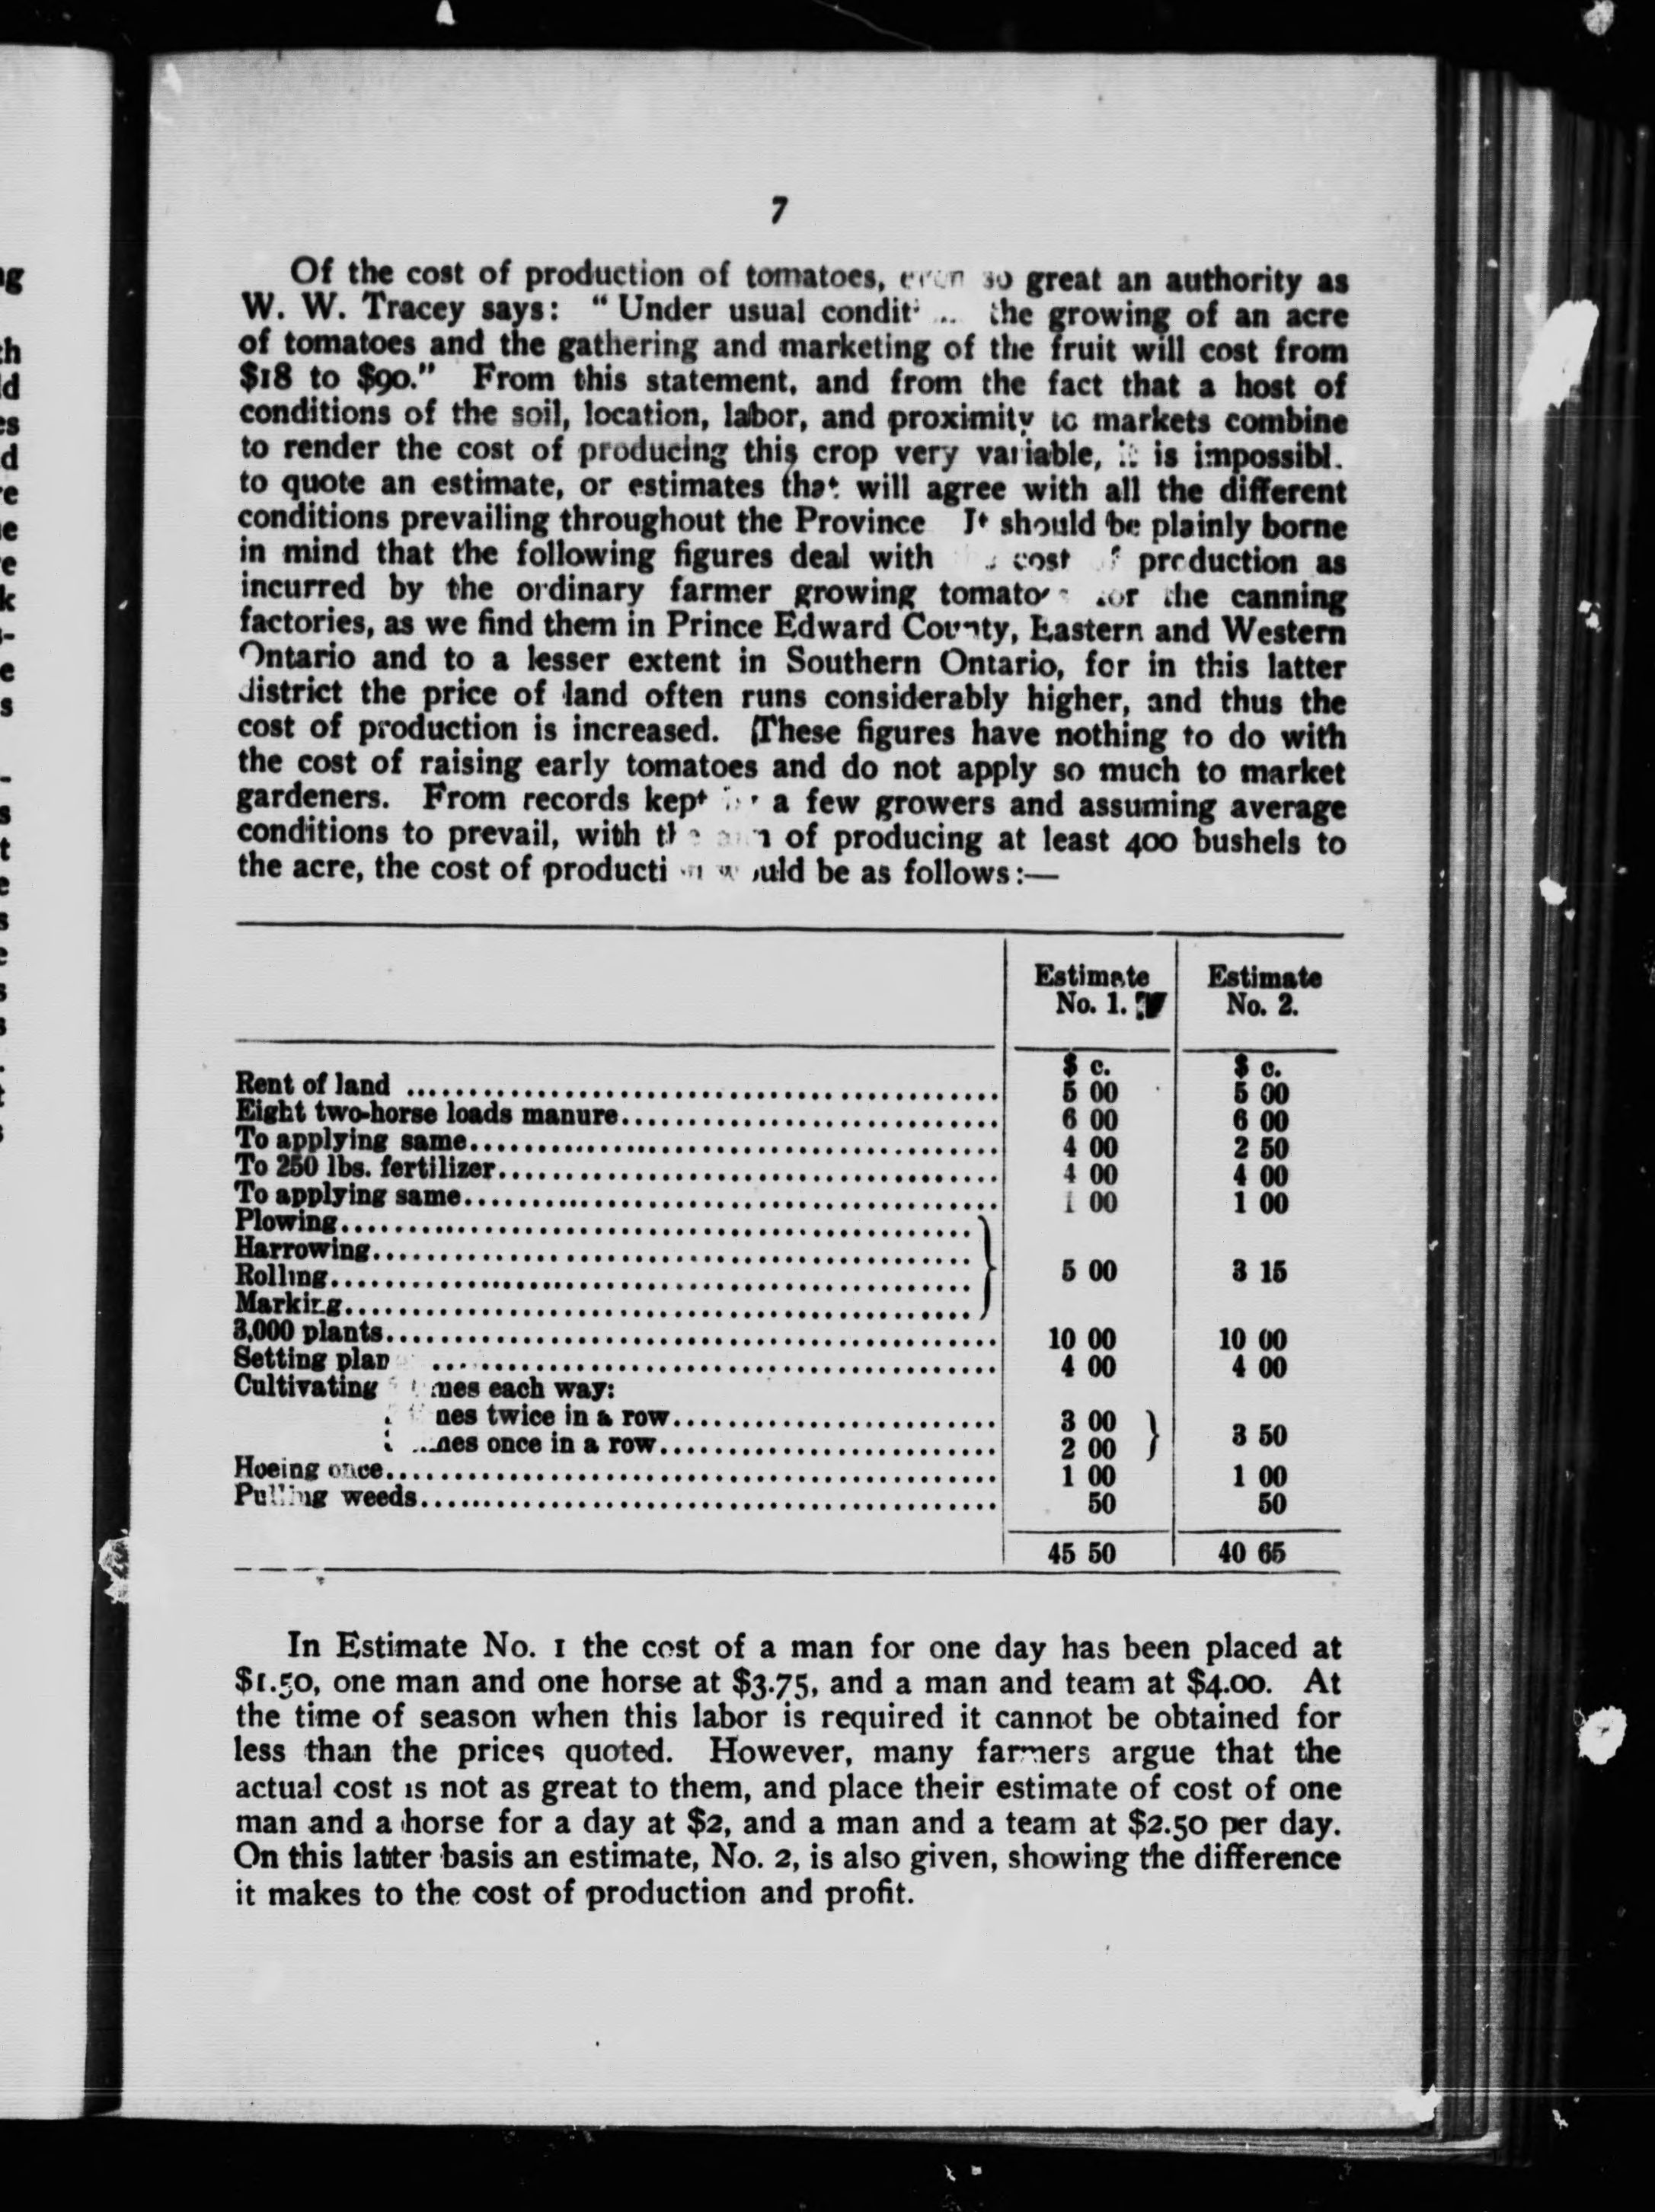 7
Of the cost of production of tomatoes, even so great an authority as
W. W. Tracey says: " Under usual the growing of an acre
of tomatoes and the gathering and marketing of the fruit will cost from
$18 to $90." From this statement, and from the fact that a host of
conditions of the soil, location, labor, and proximity to markets combine
to render the cost of producing this crop very variable, it is impossibl.
to quote an estimate, or estimates that will agree with all the different
conditions prevailing throughout the Province It should be plainly borne
in mind that the following figures deal with cost production as
incurred by the ordinary farmer growing for the canning
factories, as we find them in Prince Edward County, Eastern and Western
Ontario and to a lesser extent in Southern Ontario, for in this latter
district the price of land often runs considerably higher, and thus the
cost of production is increased. (These figures have nothing to do with
the cost of raising early tomatoes and do not apply so much to market
gardeners. From records kept a few growers and assuming average
conditions to prevail, with of producing at least 400 bushels to
the acre, the cost of production would be as follows:—
Estimate No. 1. Estimate No. 2.
$ c. $ c.
Rent of land 5 00 5 00
Eight two-horse loads manure 6 00 6 00
To applying same 4 00 2 50
To 250 lbs. fertilizer 4 00 4 00
To applying same 1 00 1 00
Plowing
Harrowing
Rolling } 5 00 3 15
Marking
3,000 plants 10 00 10 00
Setting 4 00 4 00
Cultivating each way:
twice in a row 3 00 } 3 50
once in a row 2 00
Hoeing once 1 00 1 00
Pulling weeds 50 50
45 50 40 65
In Estimate No. 1 the cost of a man for one day has been placed at
$1.50, one man and one horse at $3.75, and a man and team at $4.00. At
the time of season when this labor is required it cannot be obtained for
less than the prices quoted. However, many farmers argue that the
actual cost is not as great to them, and place their estimate of cost of one
man and a horse for a day at $2, and a man and a team at $2.50 per day.
On this latter basis an estimate, No. 2, is also given, showing the difference
it makes to the cost of production and profit.